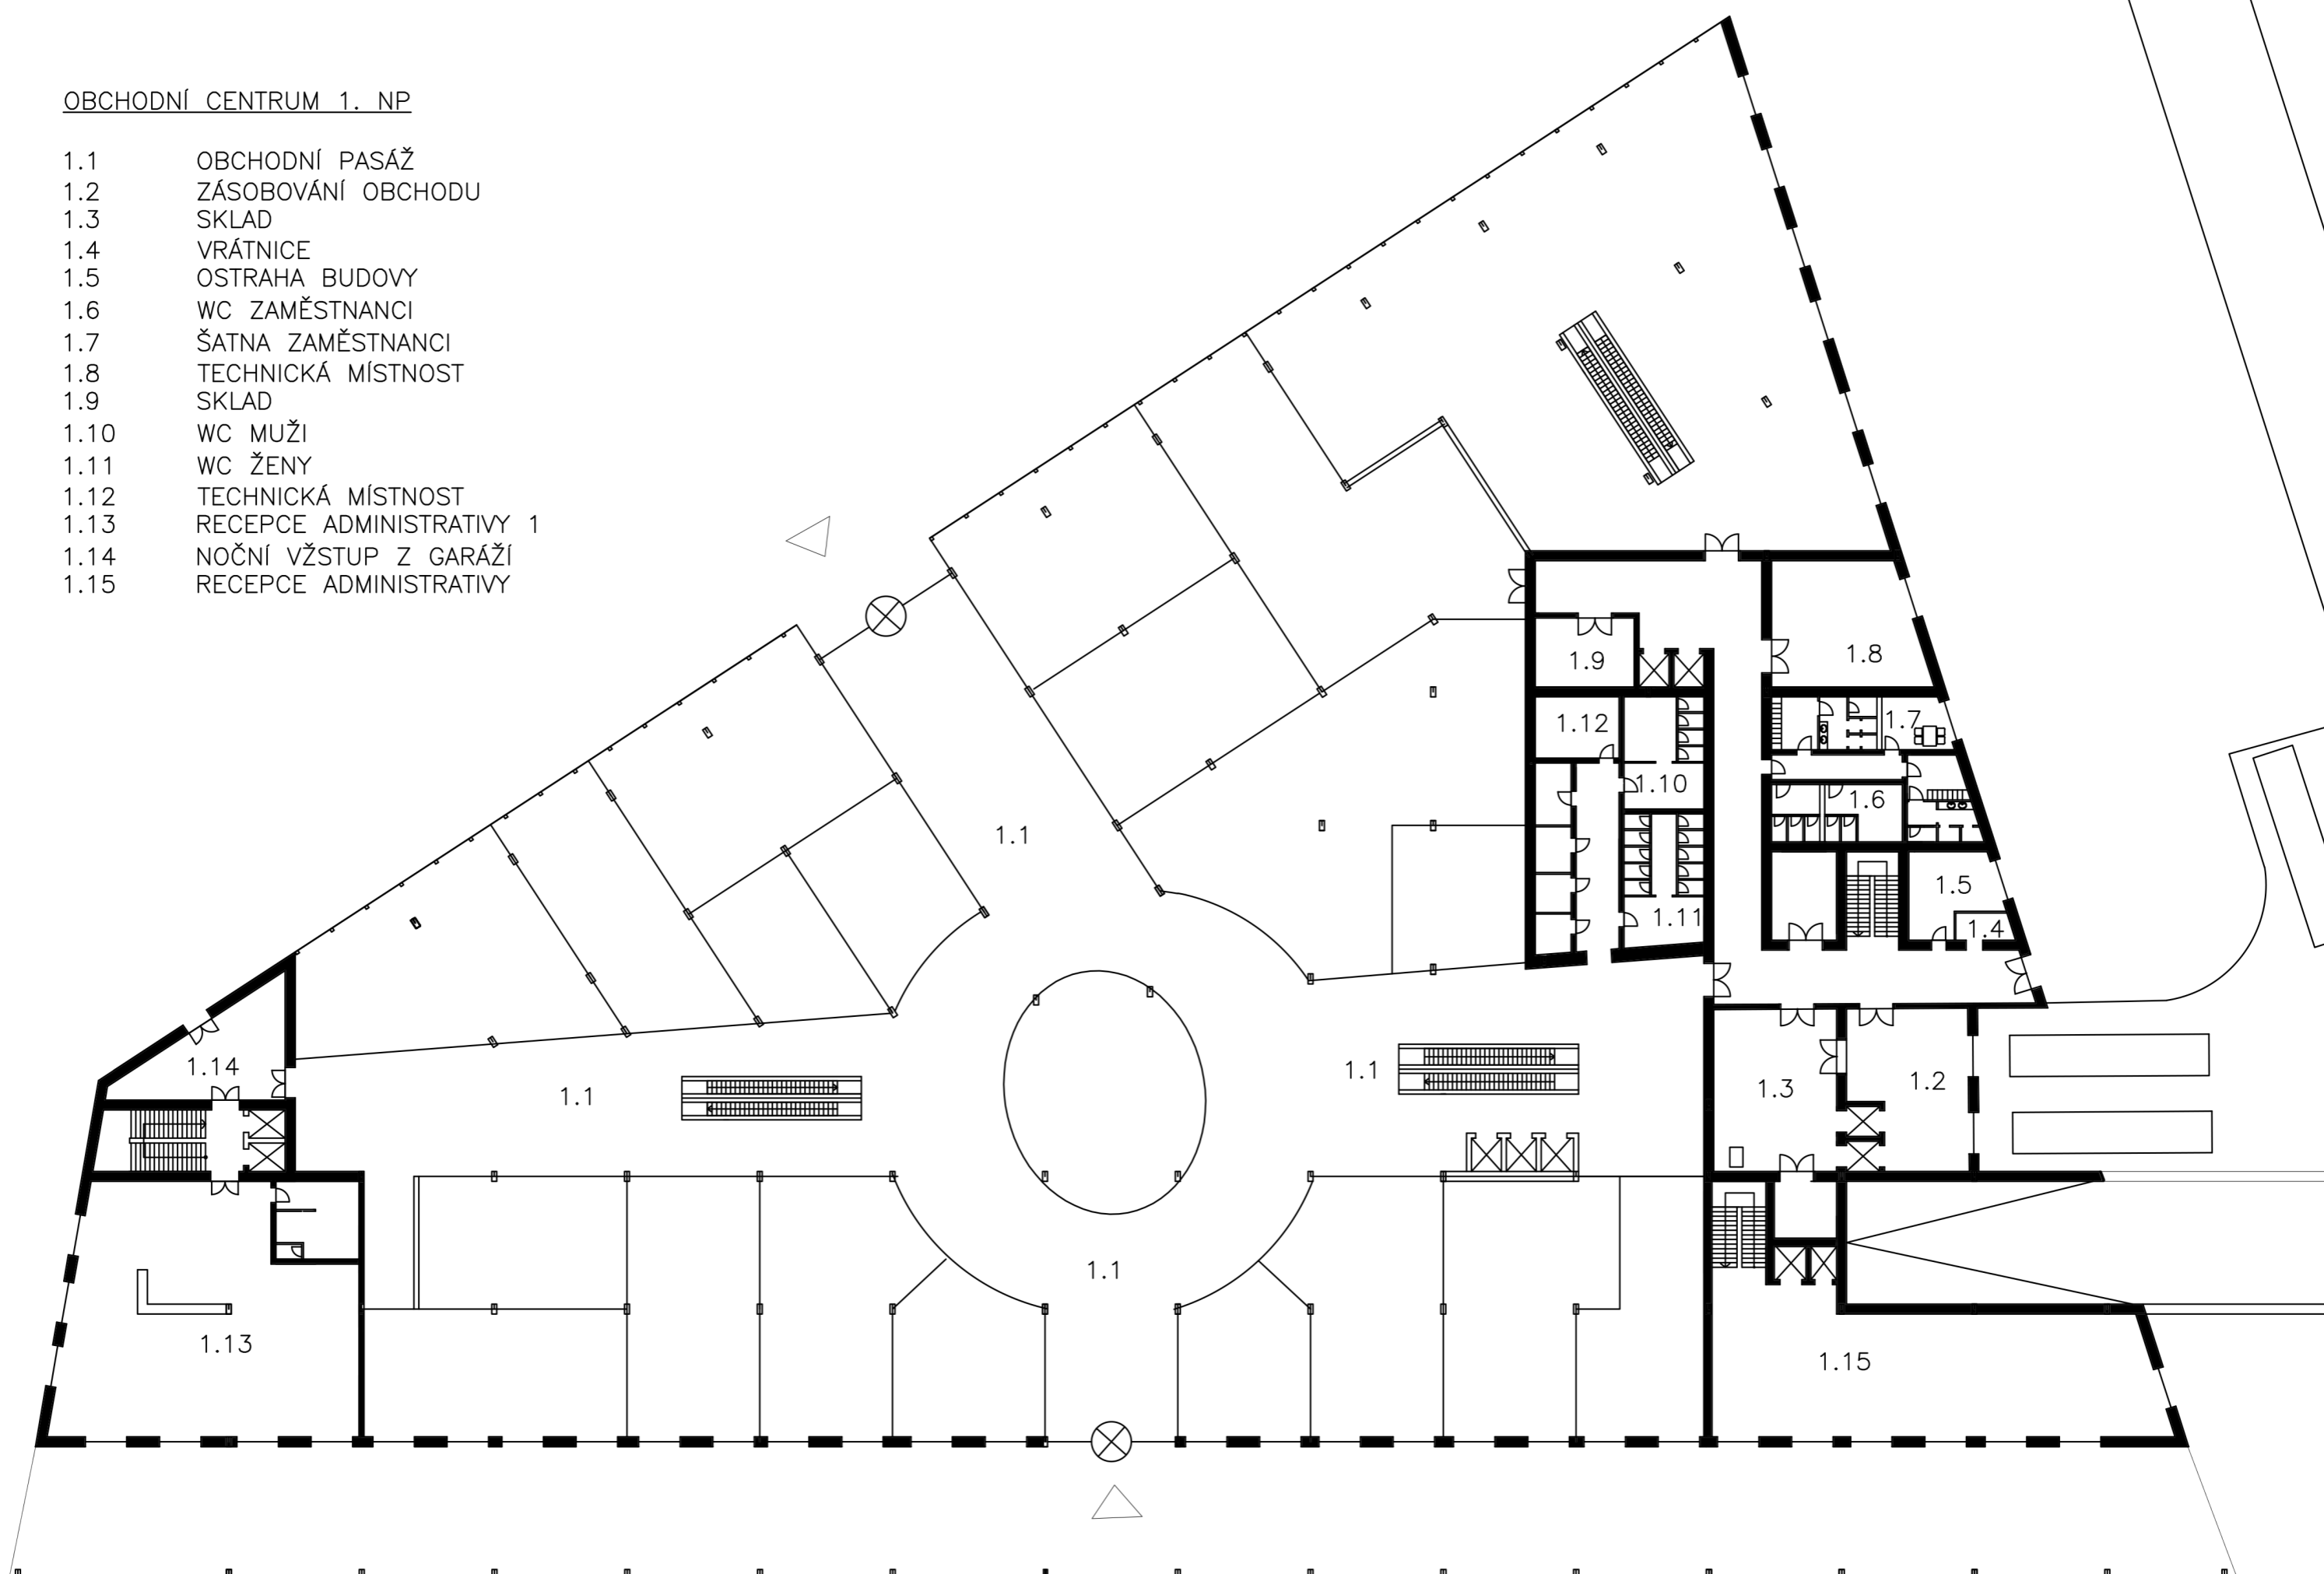 OBCHODNÍ CENTRUM 1. NP
1.1 OBCHODNÍ PASÁŽ
1.2 ZÁSOBOVÁNÍ OBCHODU
1.3 SKLAD
1.4 VRÁTNICE
1.5 OSTRAHA BUDOVY
1.6 WC ZAMĚSTNANCI
1.7 ŠATNA ZAMĚSTNANCI
1.8 TECHNICKÁ MÍSTNOST
1.9 SKLAD
1.10 WC MUŽI
1.11 WC ŽENY
1.12 TECHNICKÁ MÍSTNOST
1.13 RECEPCE ADMINISTRATIVY 1
1.14 NOČNÍ VŽSTUP Z GARÁŽÍ
1.15 RECEPCE ADMINISTRATIVY
1.9
1.8
1.12
1.7
1.10
1.6
1.1
1.5
1.11
1.4
1.14
1.1
1.1
1.3
1.2
1.1
1.13
1.15